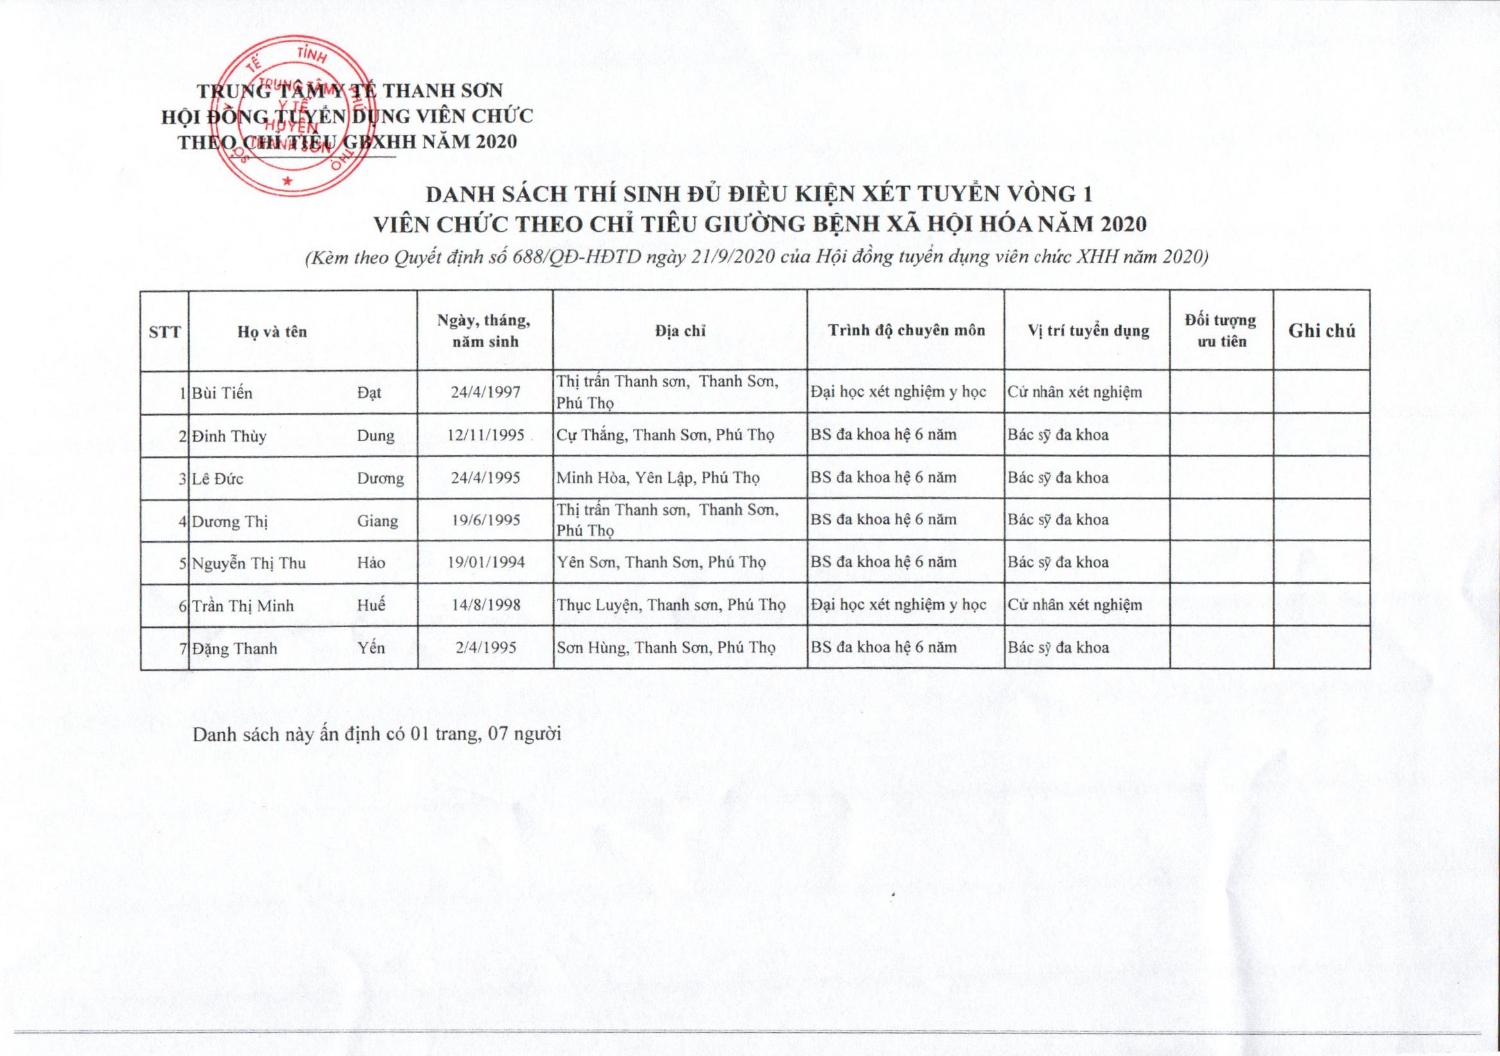 TRUNG TÂM Y TẾ THANH SƠN
HỘI ĐỒNG TUYỂN DỤNG VIÊN CHỨC
THEO CHỈ TIÊU GBXHH NĂM 2020
SỞ Y TẾ TỈNH PHÚ THỌ
TRUNG TÂM
Y TẾ
HUYỆN
THANH SƠN
DANH SÁCH THÍ SINH ĐỦ ĐIỀU KIỆN XÉT TUYỂN VÒNG 1
VIÊN CHỨC THEO CHỈ TIÊU GIƯỜNG BỆNH XÃ HỘI HÓA NĂM 2020
(Kèm theo Quyết định số 688/QĐ-HĐTD ngày 21/9/2020 của Hội đồng tuyển dụng viên chức XHH năm 2020)
STT Họ và tên Ngày, tháng, năm sinh Địa chỉ Trình độ chuyên môn Vị trí tuyển dụng Đối tượng ưu tiên Ghi chú
1 Bùi Tiến Đạt 24/4/1997 Thị trấn Thanh sơn, Thanh Sơn, Phú Thọ Đại học xét nghiệm y học Cử nhân xét nghiệm
2 Đinh Thùy Dung 12/11/1995 Cự Thắng, Thanh Sơn, Phú Thọ BS đa khoa hệ 6 năm Bác sỹ đa khoa
3 Lê Đức Dương 24/4/1995 Minh Hòa, Yên Lập, Phú Thọ BS đa khoa hệ 6 năm Bác sỹ đa khoa
4 Dương Thị Giang 19/6/1995 Thị trấn Thanh sơn, Thanh Sơn, Phú Thọ BS đa khoa hệ 6 năm Bác sỹ đa khoa
5 Nguyễn Thị Thu Hảo 19/01/1994 Yên Sơn, Thanh Sơn, Phú Thọ BS đa khoa hệ 6 năm Bác sỹ đa khoa
6 Trần Thị Minh Huế 14/8/1998 Thục Luyện, Thanh sơn, Phú Thọ Đại học xét nghiệm y học Cử nhân xét nghiệm
7 Đặng Thanh Yến 2/4/1995 Sơn Hùng, Thanh Sơn, Phú Thọ BS đa khoa hệ 6 năm Bác sỹ đa khoa
Danh sách này ấn định có 01 trang, 07 người